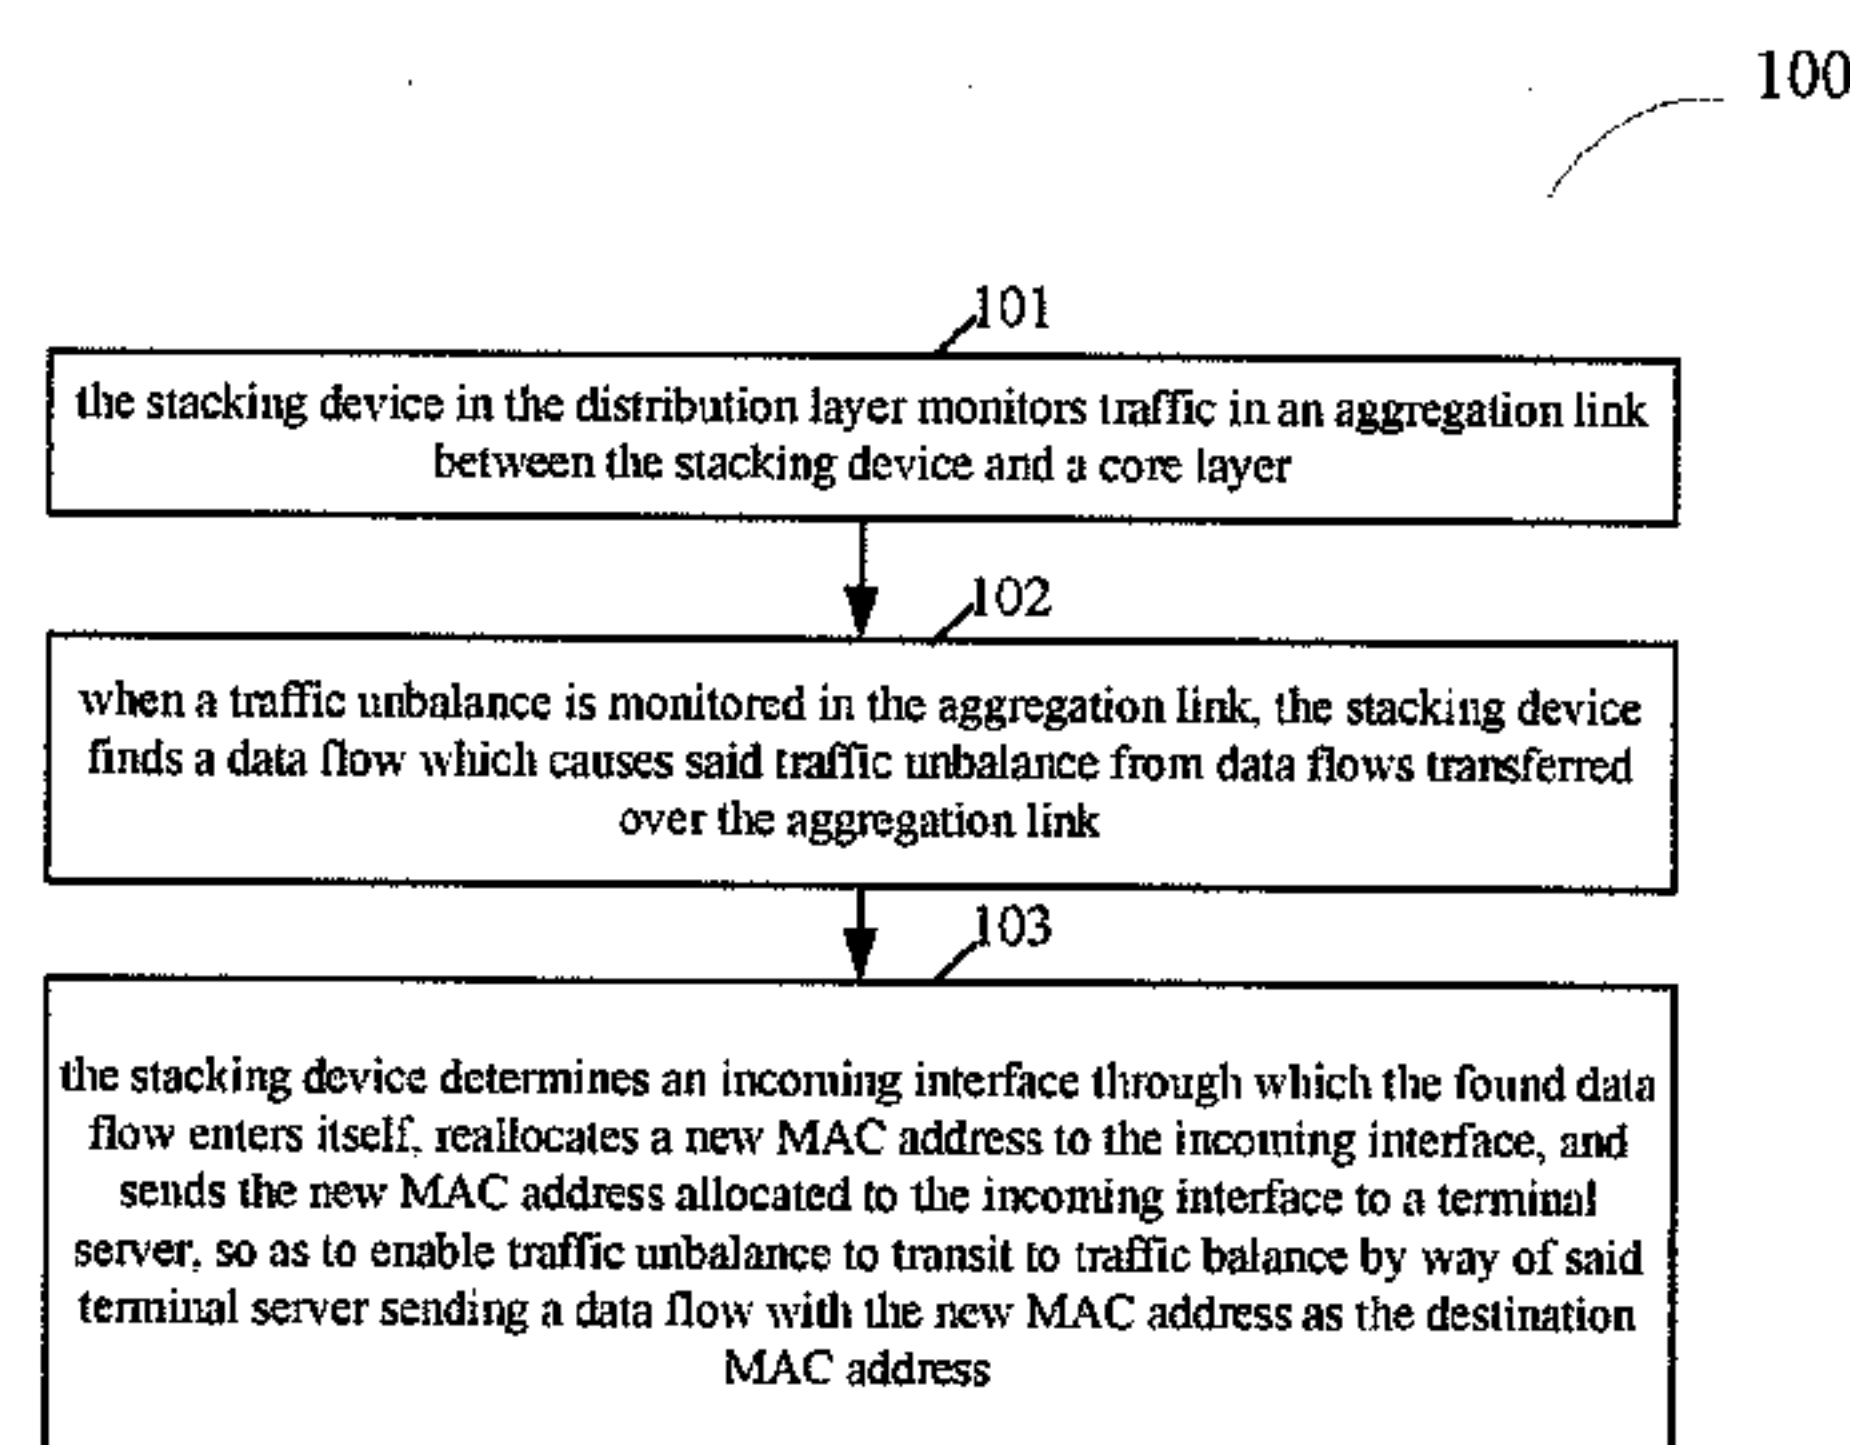 100
101
the stacking device in the distribution layer monitors traffic in an aggregation link
between the stacking device and a core layer
102
when a traffic unbalance is monitored in the aggregation link, the stacking device
finds a data flow which causes said traffic unbalance from data flows transferred
over the aggregation link
103
the stacking device determines an incoming interface through which the found data
flow enters itself, reallocates a new MAC address to the incoming interface, and
sends the new MAC address allocated to the incoming interface to a terminal
server, so as to enable traffic unbalance to transit to traffic balance by way of said
terminal server sending a data flow with the new MAC address as the destination
MAC address